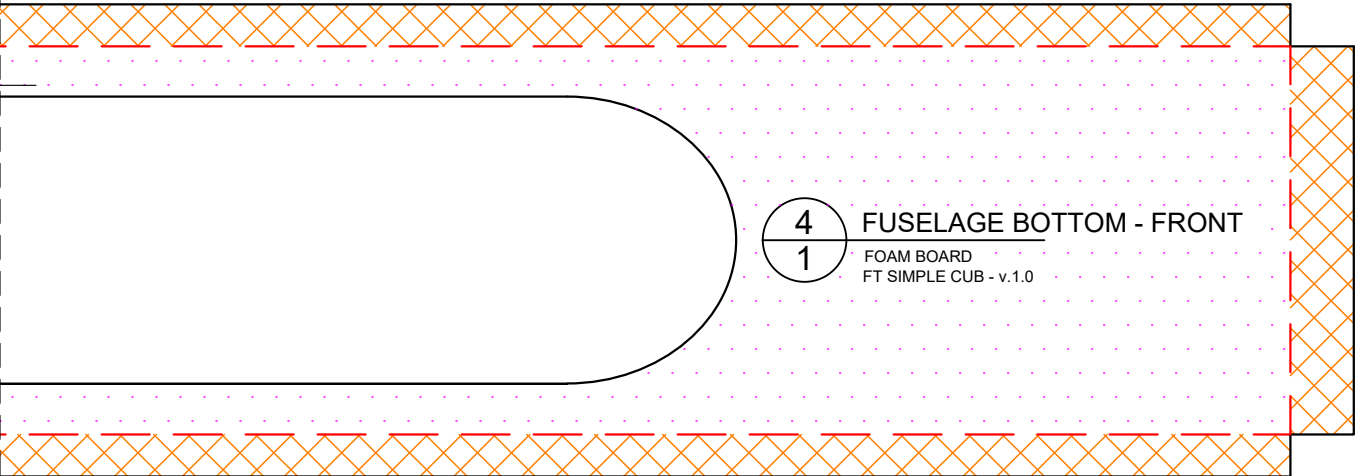 4
1
FUSELAGE BOTTOM - FRONT
FOAM BOARD
FT SIMPLE CUB - v.1.0